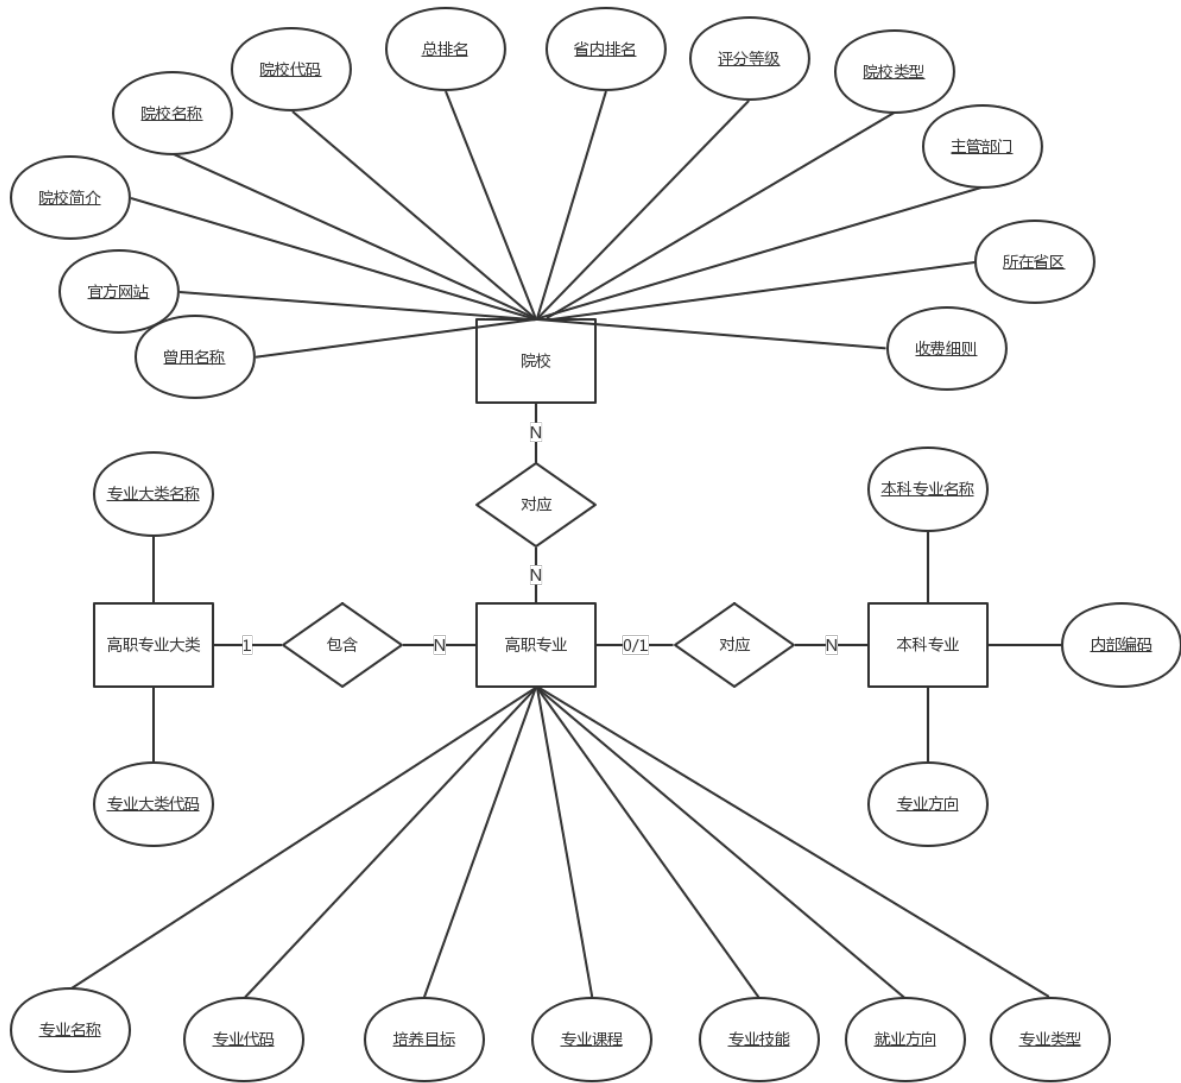 总排名
省内排名
评分等级
院校代码
院校类型
院校名称
主管部门
院校简介
所在省区
官方网站
曾用名称
收费细则
院校
N
专业大类名称
本科专业名称
对应
N
高职专业大类
1
包含
N
高职专业
0/1
对应
N
本科专业
内部编码
专业大类代码
专业方向
专业名称
专业代码
培养目标
专业课程
专业技能
就业方向
专业类型